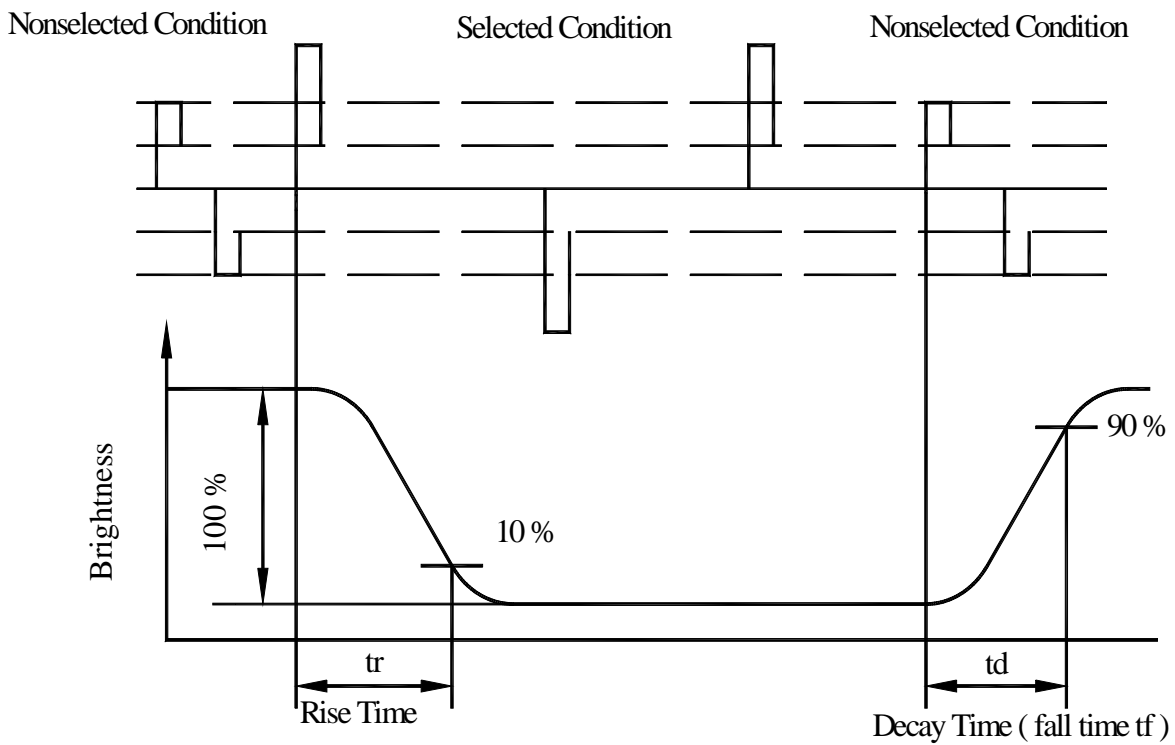 Nonselected Condition
Selected Condition
Nonselected Condition
Brightness
100 %
10 %
90 %
tr
Rise Time
td
Decay Time ( fall time tf )